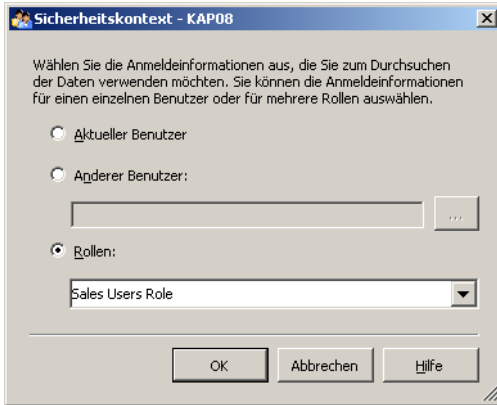 Sicherheitskontext - KAP08
Wählen Sie die Anmeldeinformationen aus, die Sie zum Durchsuchen
der Daten verwenden möchten. Sie können die Anmeldeinformationen
für einen einzelnen Benutzer oder für mehrere Rollen auswählen.
Aktueller Benutzer
Anderer Benutzer:
...
Rollen:
Sales Users Role
OK Abbrechen Hilfe